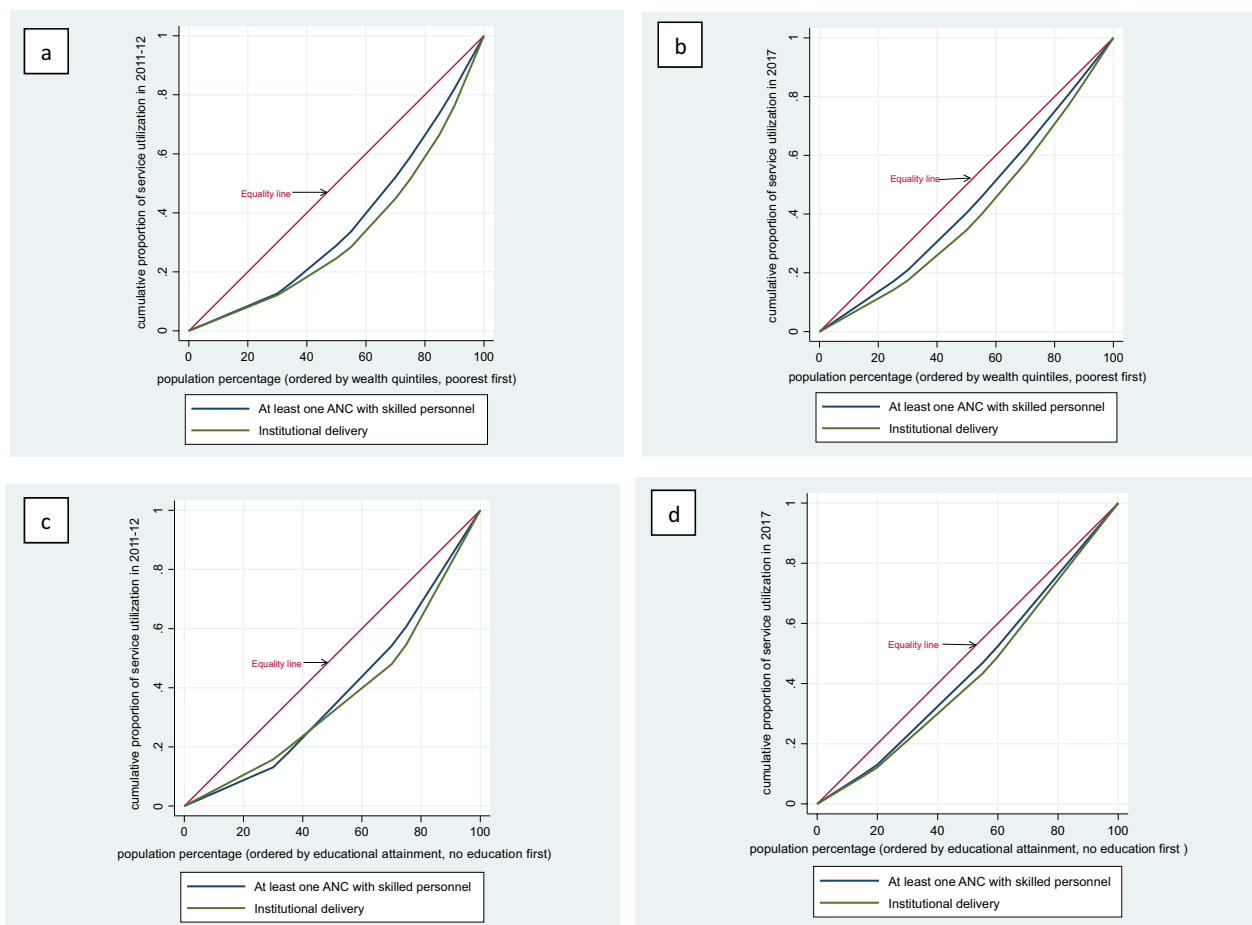 a
cumulative proportion of service utilization in 2011-12
1
.8
.6
.4
.2
0
Equality line
0 20 40 60 80 100
population percentage (ordered by wealth quintiles, poorest first)
At least one ANC with skilled personnel
Institutional delivery
b
cumulative proportion of service utilization in 2017
1
.8
.6
.4
.2
0
Equality line
0 20 40 60 80 100
population percentage (ordered by wealth quintiles, poorest first)
At least one ANC with skilled personnel
Institutional delivery
c
cumulative proportion of service utilization in 2011-12
1
.8
.6
.4
.2
0
Equality line
0 20 40 60 80 100
population percentage (ordered by educational attainment, no education first)
At least one ANC with skilled personnel
Institutional delivery
d
cumulative proportion of service utilization in 2017
1
.8
.6
.4
.2
0
Equality line
0 20 40 60 80 100
population percentage (ordered by educational attainment, no education first )
At least one ANC with skilled personnel
Institutional delivery